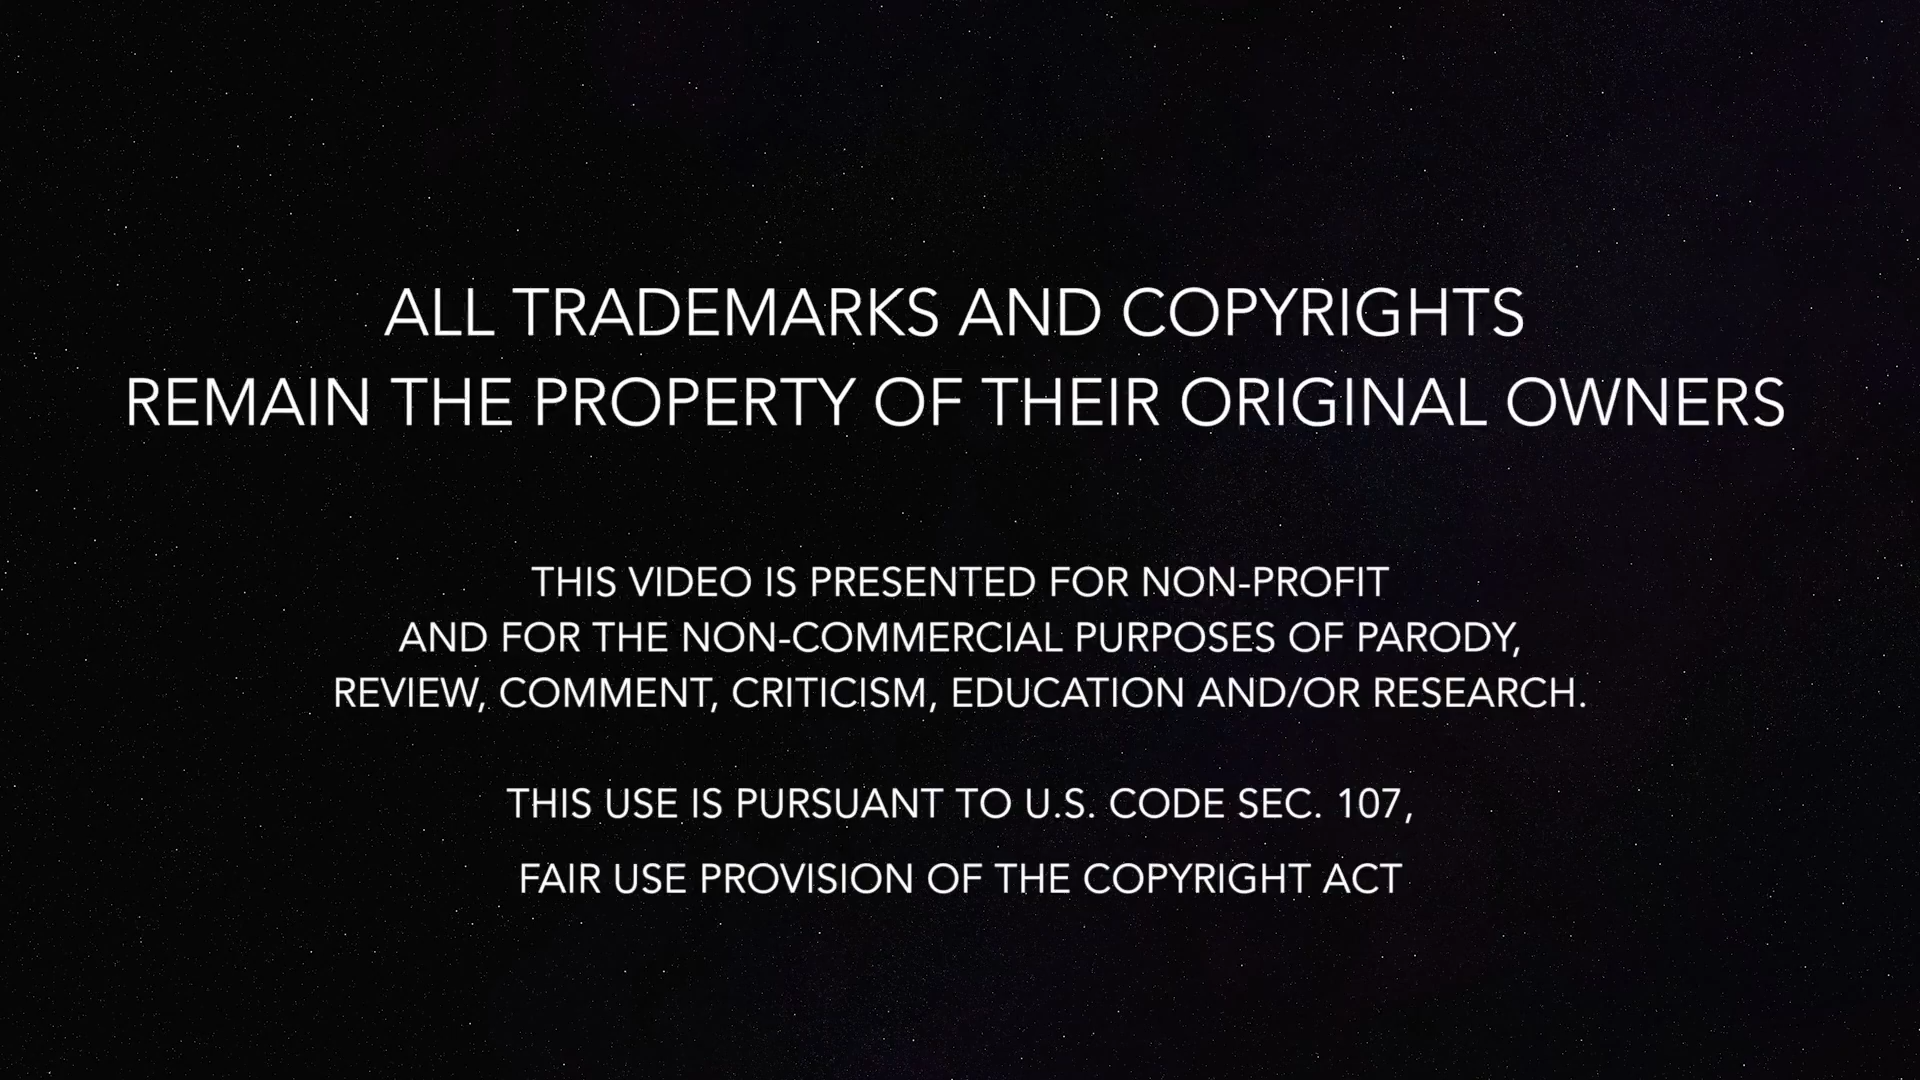 ALL TRADEMARKS AND COPYRIGHTS
REMAIN THE PROPERTY OF THEIR ORIGINAL OWNERS
THIS VIDEO IS PRESENTED FOR NON-PROFIT
AND FOR THE NON-COMMERCIAL PURPOSES OF PARODY,
REVIEW, COMMENT, CRITICISM, EDUCATION AND/OR RESEARCH.
THIS USE IS PURSUANT TO U.S. CODE SEC. 107,
FAIR USE PROVISION OF THE COPYRIGHT ACT